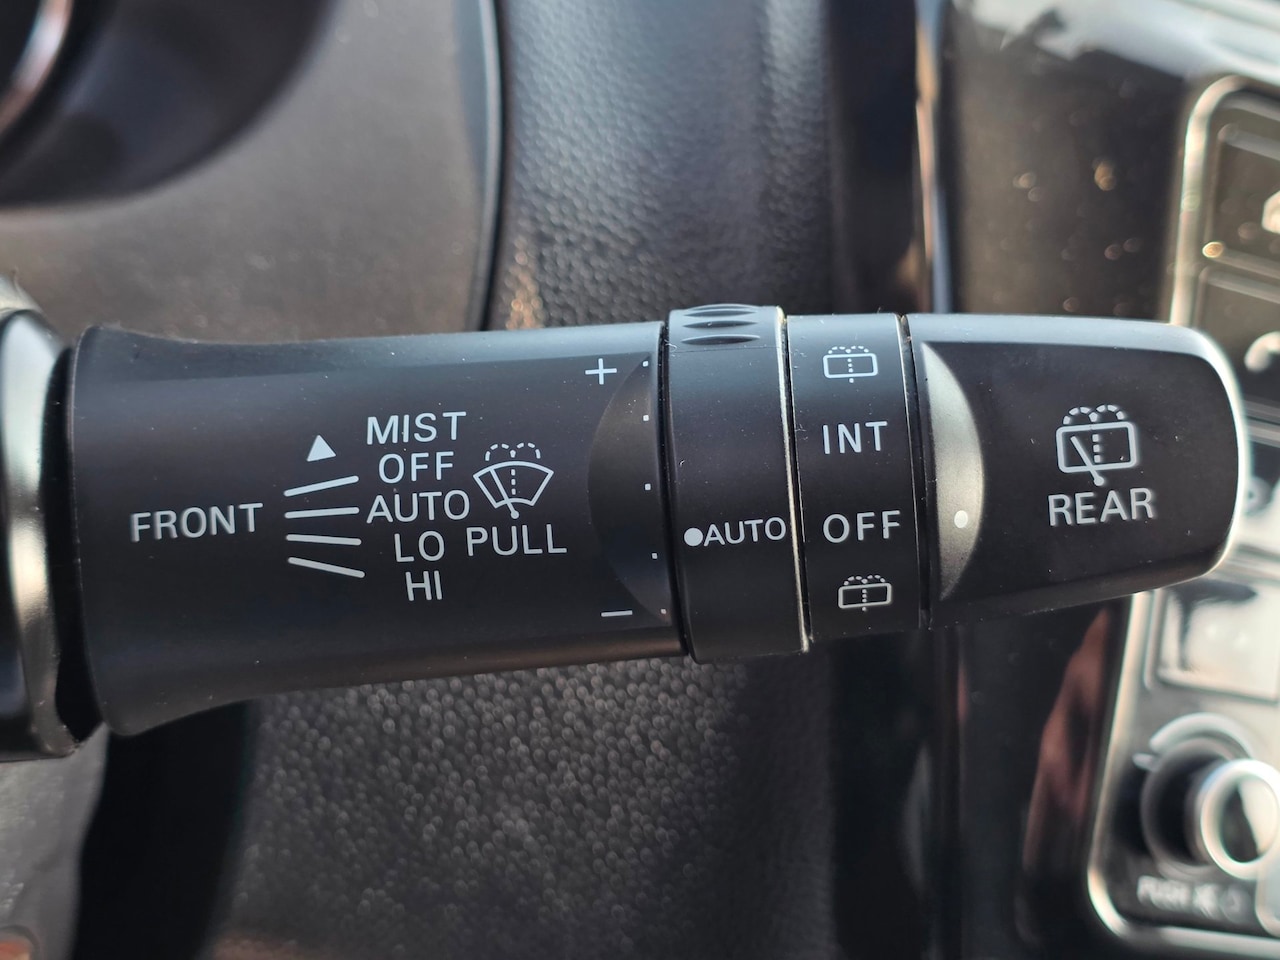 MIST
OFF
FRONT AUTO
LO PULL
HI
+
−
●AUTO
INT
OFF
REAR